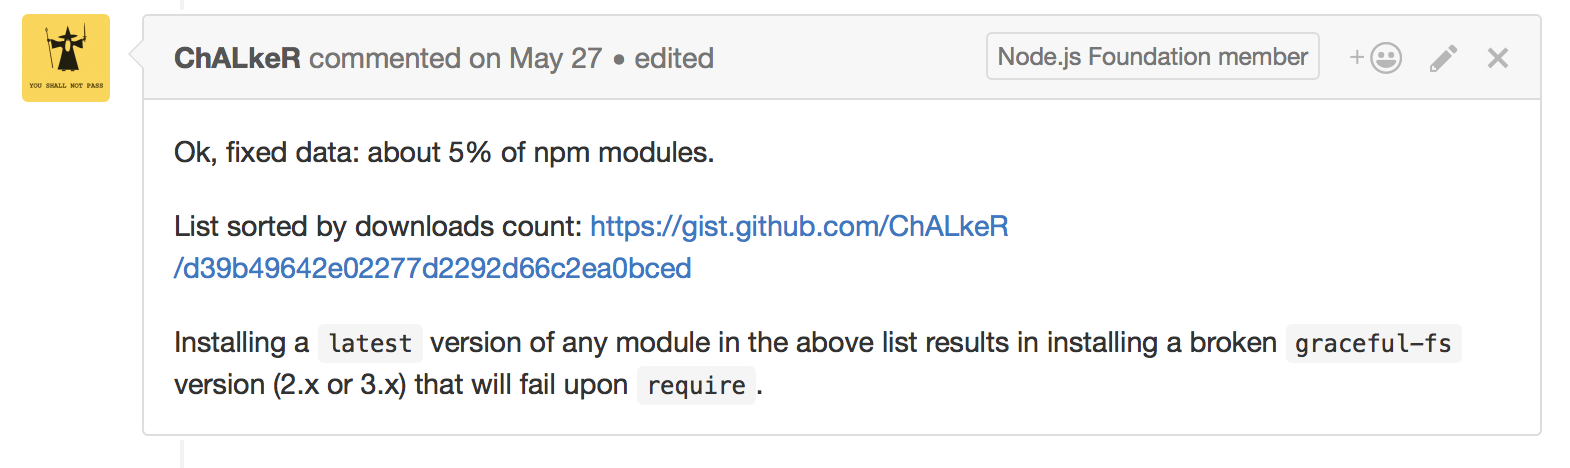 YOU SHALL NOT PASS
ChALkeR commented on May 27 • edited
Node.js Foundation member
Ok, fixed data: about 5% of npm modules.
List sorted by downloads count: https://gist.github.com/ChALkeR
/d39b49642e02277d2292d66c2ea0bced
Installing a latest version of any module in the above list results in installing a broken graceful-fs
version (2.x or 3.x) that will fail upon require.